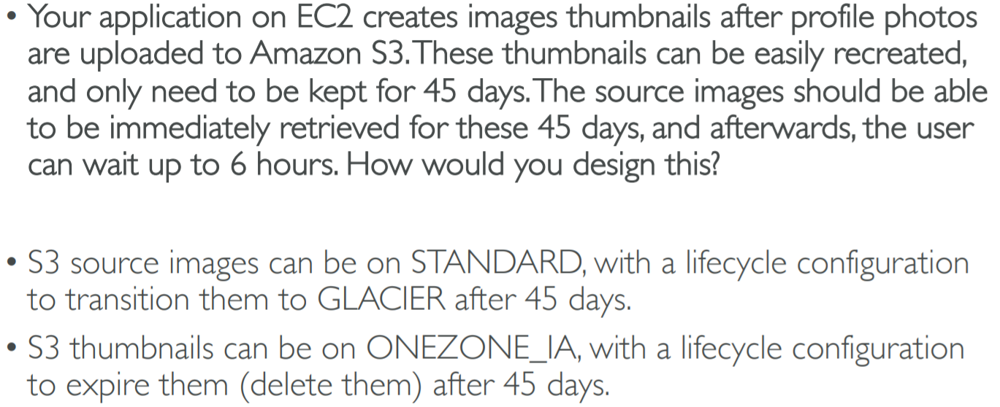 • Your application on EC2 creates images thumbnails after profile photos
are uploaded to Amazon S3. These thumbnails can be easily recreated,
and only need to be kept for 45 days. The source images should be able
to be immediately retrieved for these 45 days, and afterwards, the user
can wait up to 6 hours. How would you design this?
• S3 source images can be on STANDARD, with a lifecycle configuration
to transition them to GLACIER after 45 days.
• S3 thumbnails can be on ONEZONE_IA, with a lifecycle configuration
to expire them (delete them) after 45 days.